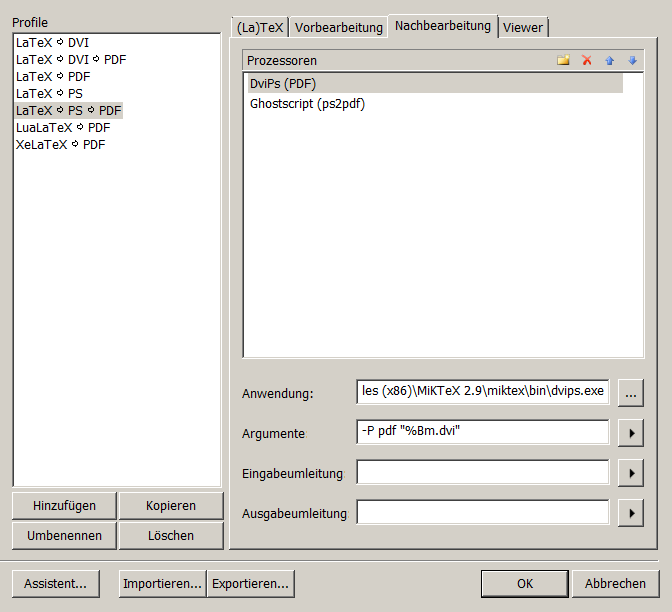 Profile
LaTeX ⇨ DVI
LaTeX ⇨ DVI ⇨ PDF
LaTeX ⇨ PDF
LaTeX ⇨ PS
LaTeX ⇨ PS ⇨ PDF
LuaLaTeX ⇨ PDF
XeLaTeX ⇨ PDF
Hinzufügen
Kopieren
Umbenennen
Löschen
(La)TeX
Vorbearbeitung
Nachbearbeitung
Viewer
Prozessoren
DviPs (PDF)
Ghostscript (ps2pdf)
Anwendung:
les (x86)\MiKTeX 2.9\miktex\bin\dvips.exe
...
Argumente
-P pdf "%Bm.dvi"
Eingabeumleitung
Ausgabeumleitung
Assistent...
Importieren...
Exportieren...
OK
Abbrechen